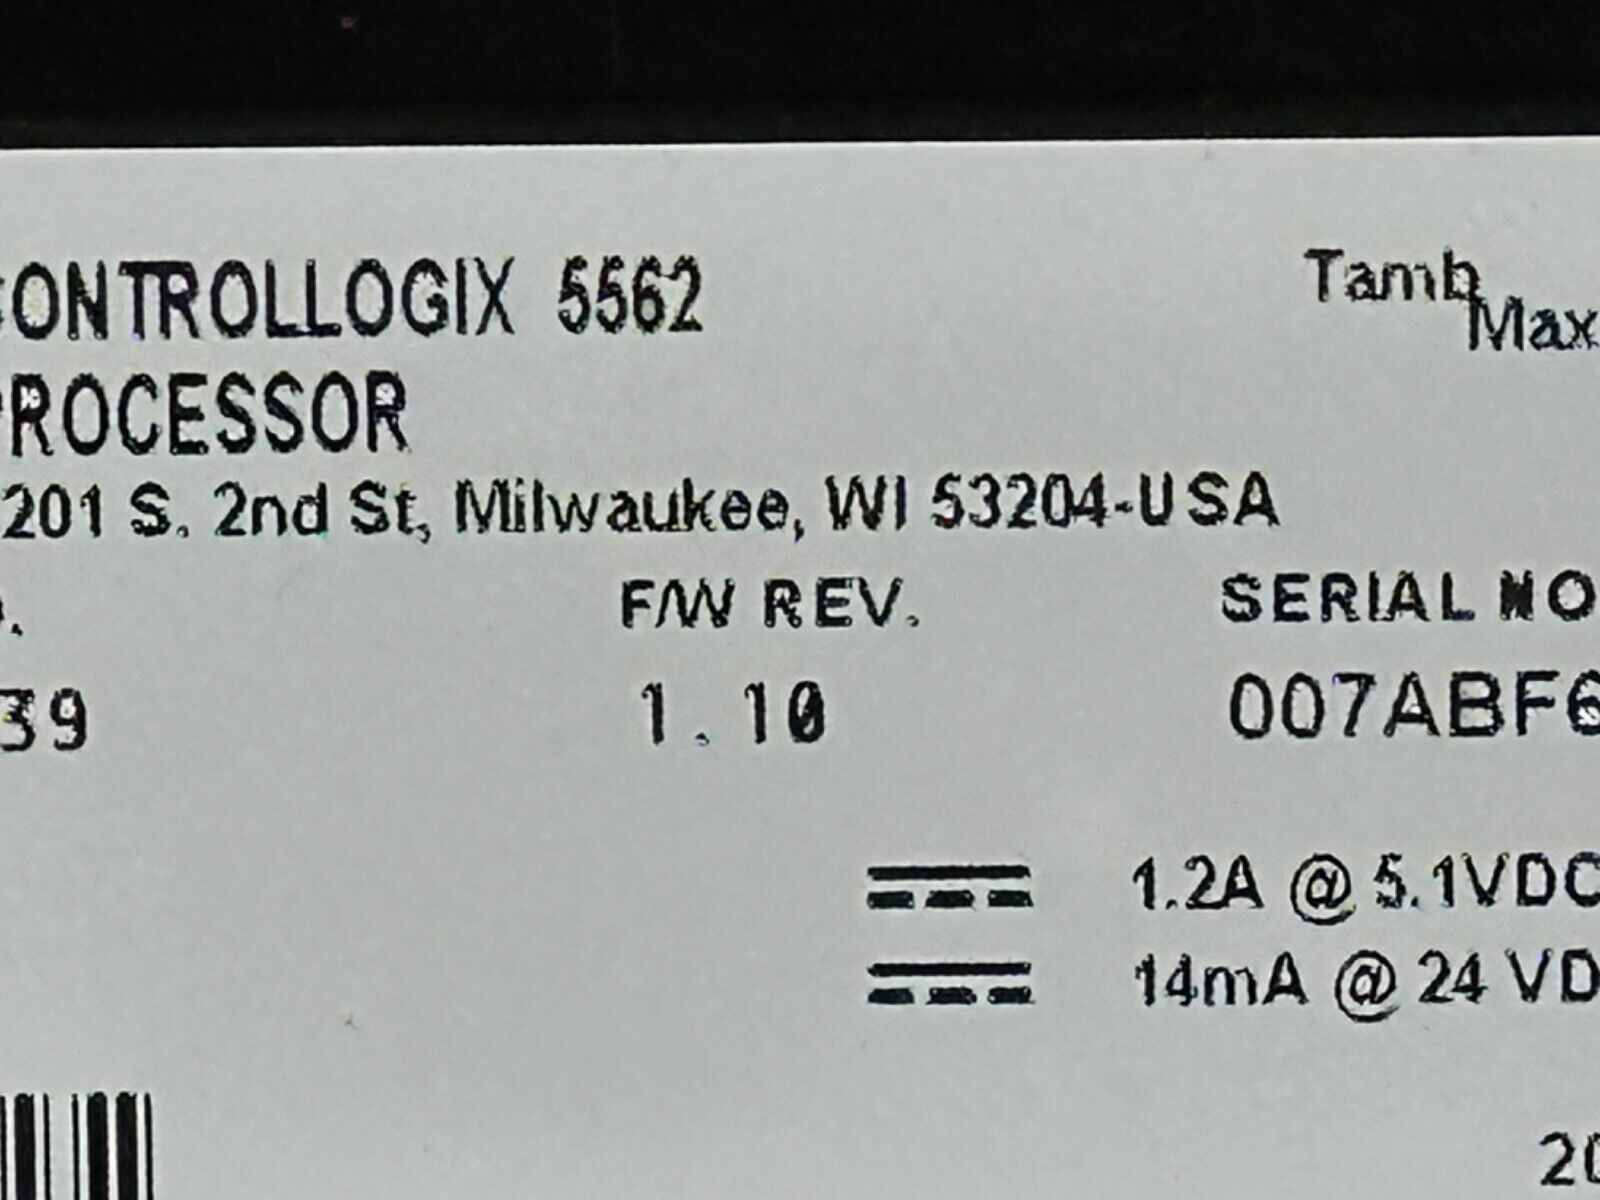 CONTROLLOGIX 5562
Tamb Max
PROCESSOR
201 S. 2nd St, Milwaukee, WI 53204-USA
F/W REV.
SERIAL NO
39
1.10
007ABF6
1.2A @ 5.1VDC
14mA @ 24 VD
20